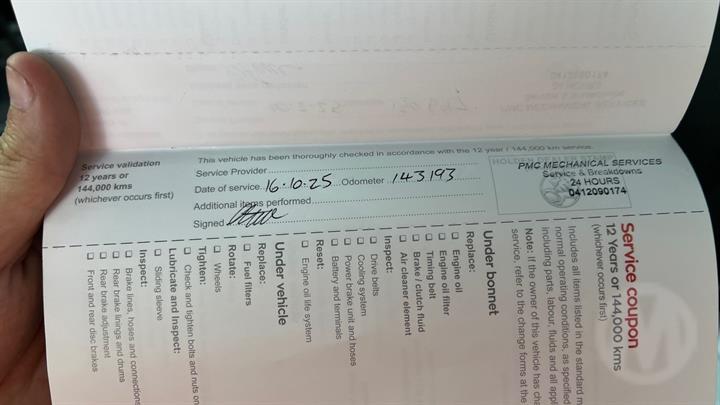 Service validation
12 years or
144,000 kms
(whichever occurs first)
This vehicle has been thoroughly checked in accordance with the 12 year / 144,000 km service.
Service Provider
Date of service 16.10.25 Odometer 143193
Additional items performed
Signed
HOLDEN DEALER STAMP
PMC MECHANICAL SERVICES
Service & Breakdowns
24 HOURS
0412090174
Service coupon
12 Years or 144,000 kms
(whichever occurs first)
Includes all items listed in the standard
normal operating conditions, as specified
including parts, labour, fluids and all
Note: If the owner of this vehicle has
service, refer to the change forms at the
Under bonnet
Replace:
Engine oil
Engine oil filter
Timing belt
Brake / clutch fluid
Air cleaner element
Inspect:
Drive belts
Cooling system
Power brake unit and hoses
Battery and terminals
Reset:
Engine oil life system
Under vehicle
Replace:
Fuel filters
Rotate:
Wheels
Tighten:
Check and tighten bolts and nuts on
Lubricate and Inspect:
Sliding sleeve
Inspect:
Brake lines, hoses and connections
Rear brake linings and drums
Rear brake adjustment
Front and rear disc brakes